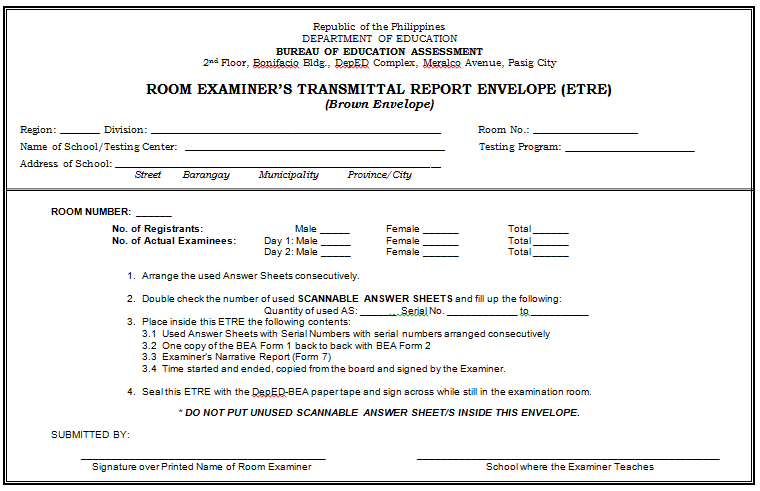 Republic of the Philippines
DEPARTMENT OF EDUCATION
BUREAU OF EDUCATION ASSESSMENT
2nd Floor, Bonifacio Bldg., DepED Complex, Meralco Avenue, Pasig City
ROOM EXAMINER'S TRANSMITTAL REPORT ENVELOPE (ETRE)
(Brown Envelope)
Region: _______ Division: ______________________________ Room No.: ______________
Name of School/Testing Center: ______________________________ Testing Program: ______________
Address of School: ______________________________
Street Barangay Municipality Province/City
ROOM NUMBER: ______
No. of Registrants: Male _____ Female ______ Total ______
No. of Actual Examinees: Day 1: Male _____ Female ______ Total ______
Day 2: Male _____ Female ______ Total ______
1. Arrange the used Answer Sheets consecutively.
2. Double check the number of used SCANNABLE ANSWER SHEETS and fill up the following:
Quantity of used AS: _______, Serial No. ____________ to __________
3. Place inside this ETRE the following contents:
3.1 Used Answer Sheets with Serial Numbers with serial numbers arranged consecutively
3.2 One copy of the BEA Form 1 back to back with BEA Form 2
3.3 Examiner's Narrative Report (Form 7)
3.4 Time started and ended, copied from the board and signed by the Examiner.
4. Seal this ETRE with the DepED-BEA paper tape and sign across while still in the examination room.
* DO NOT PUT UNUSED SCANNABLE ANSWER SHEET/S INSIDE THIS ENVELOPE.
SUBMITTED BY:
______________________________ ______________________________
Signature over Printed Name of Room Examiner School where the Examiner Teaches